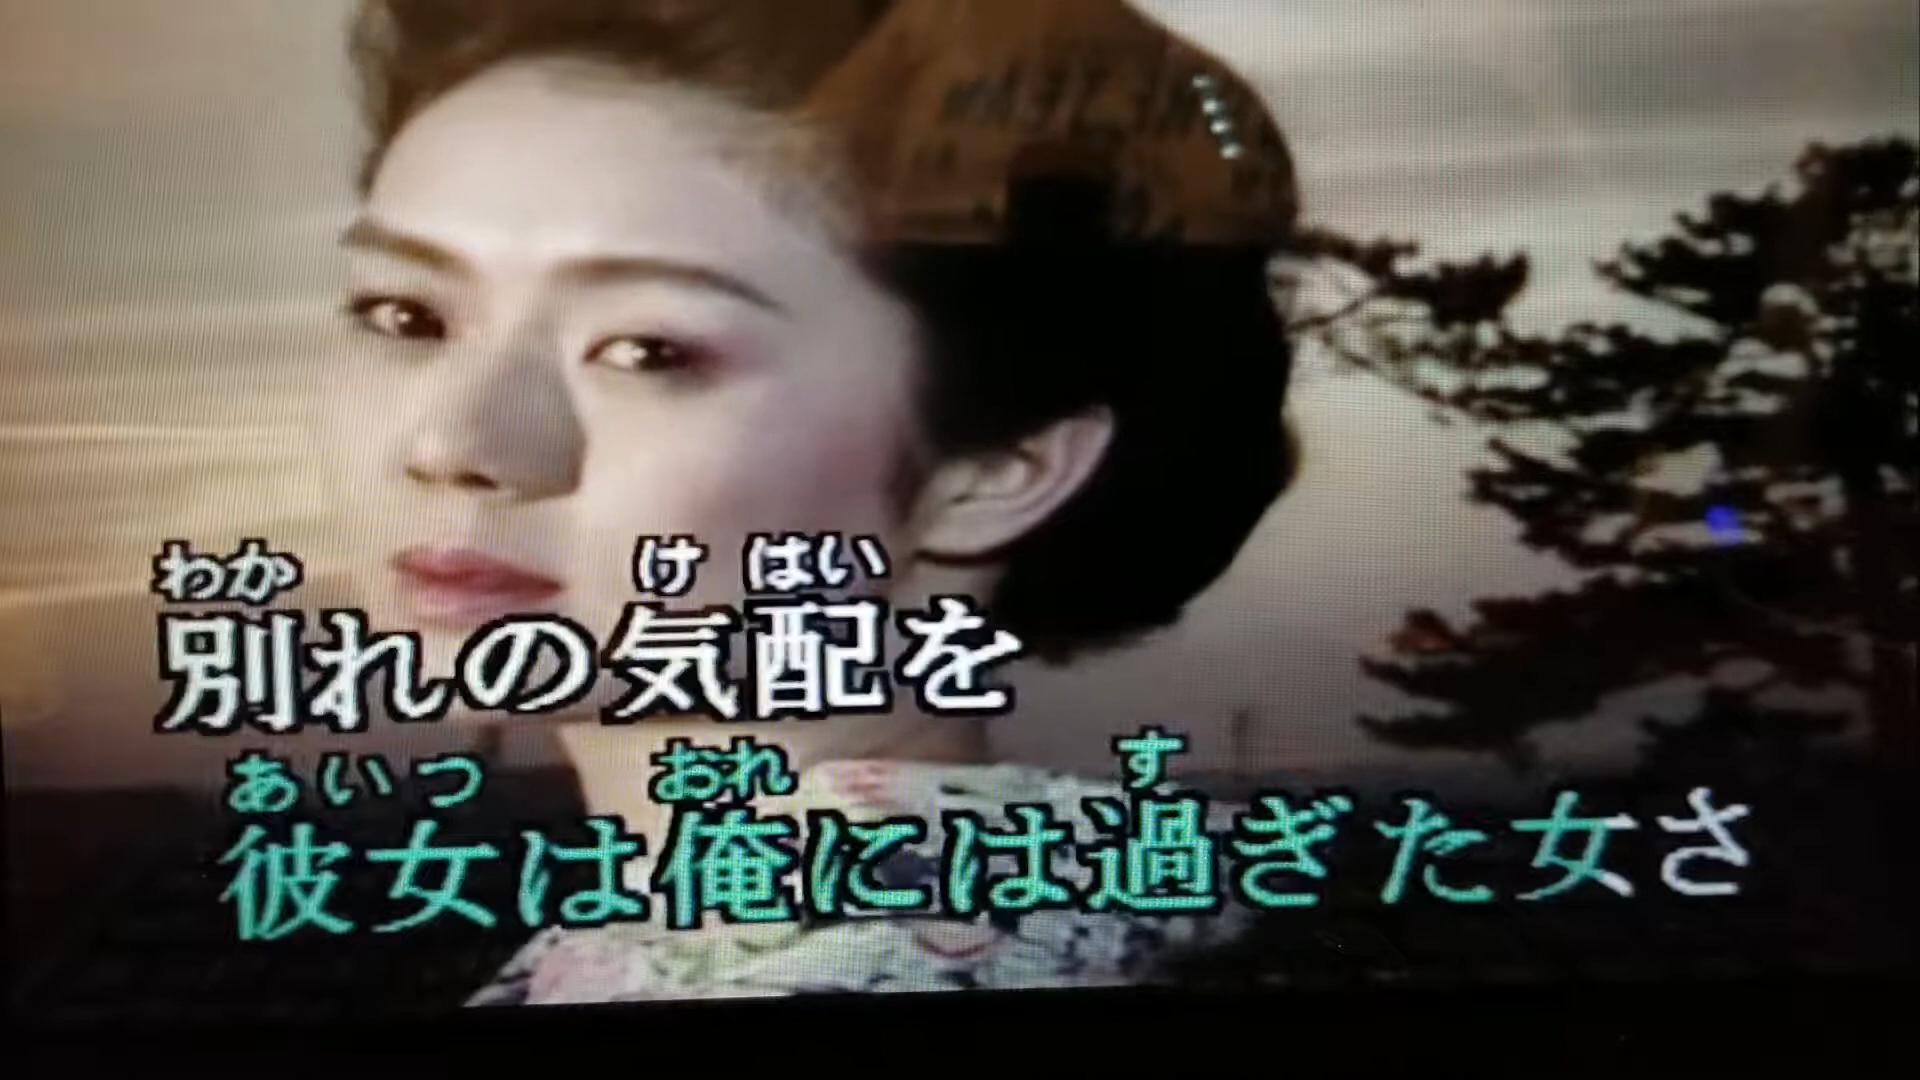 わか け はい
別れの気配を
あいつ おれ す
彼女は俺には過ぎた女さ